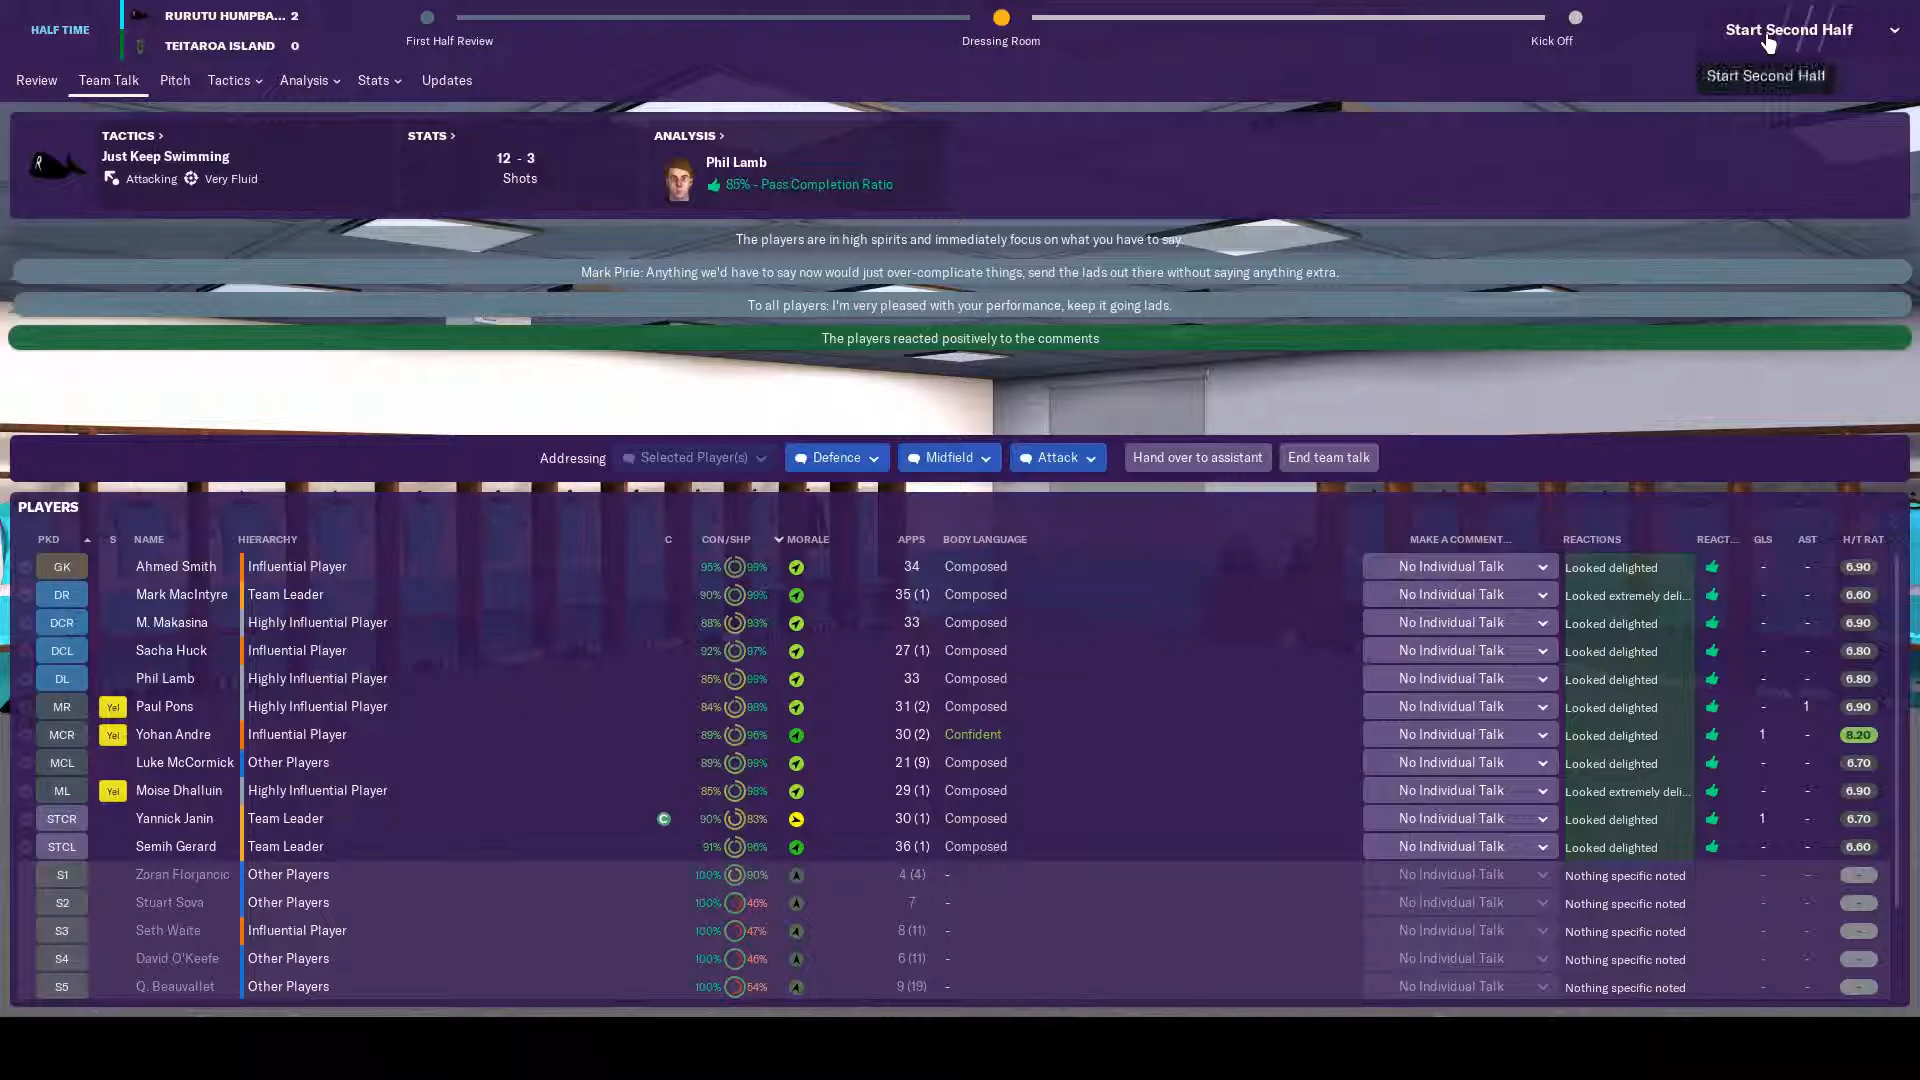 HALF TIME
RURUTU HUMPBA... 2
TEITAROA ISLAND 0
First Half Review
Dressing Room
Kick Off
Start Second Half
Start Second Half
Review Team Talk Pitch Tactics Analysis Stats Updates
TACTICS >
Just Keep Swimming
Attacking Very Fluid
STATS >
12 - 3
Shots
ANALYSIS >
Phil Lamb
85% - Pass Completion Ratio
The players are in high spirits and immediately focus on what you have to say.
Mark Pirie: Anything we'd have to say now would just over-complicate things, send the lads out there without saying anything extra.
To all players: I'm very pleased with your performance, keep it going lads.
The players reacted positively to the comments
Addressing Selected Player(s) Defence Midfield Attack Hand over to assistant End team talk
PLAYERS
PKD S NAME HIERARCHY C CON/SHP MORALE APPS BODY LANGUAGE MAKE A COMMENT... REACTIONS REACT... GLS AST H/T RAT
GK Ahmed Smith Influential Player 95% 99% 34 Composed No Individual Talk Looked delighted - - 6.90
DR Mark MacIntyre Team Leader 90% 99% 35 (1) Composed No Individual Talk Looked extremely deli... - - 6.60
DCR M. Makasina Highly Influential Player 88% 93% 33 Composed No Individual Talk Looked delighted - - 6.90
DCL Sacha Huck Influential Player 92% 97% 27 (1) Composed No Individual Talk Looked delighted - - 6.80
DL Phil Lamb Highly Influential Player 85% 99% 33 Composed No Individual Talk Looked delighted - - 6.80
MR Yel Paul Pons Highly Influential Player 84% 98% 31 (2) Composed No Individual Talk Looked delighted - 1 6.90
MCR Yel Yohan Andre Influential Player 89% 96% 30 (2) Confident No Individual Talk Looked delighted 1 - 8.20
MCL Luke McCormick Other Players 89% 99% 21 (9) Composed No Individual Talk Looked delighted - - 6.70
ML Yel Moise Dhalluin Highly Influential Player 85% 98% 29 (1) Composed No Individual Talk Looked extremely deli... - - 6.90
STCR Yannick Janin Team Leader C 90% 83% 30 (1) Composed No Individual Talk Looked delighted 1 - 6.70
STCL Semih Gerard Team Leader 91% 96% 36 (1) Composed No Individual Talk Looked delighted - - 6.60
S1 Zoran Florjancic Other Players 100% 90% 4 (4) - No Individual Talk Nothing specific noted - - -
S2 Stuart Sova Other Players 100% 46% 7 - No Individual Talk Nothing specific noted - - -
S3 Seth Waite Influential Player 100% 47% 8 (11) - No Individual Talk Nothing specific noted - - -
S4 David O'Keefe Other Players 100% 46% 6 (11) - No Individual Talk Nothing specific noted - - -
S5 Q. Beauvallet Other Players 100% 54% 9 (19) - No Individual Talk Nothing specific noted - - -